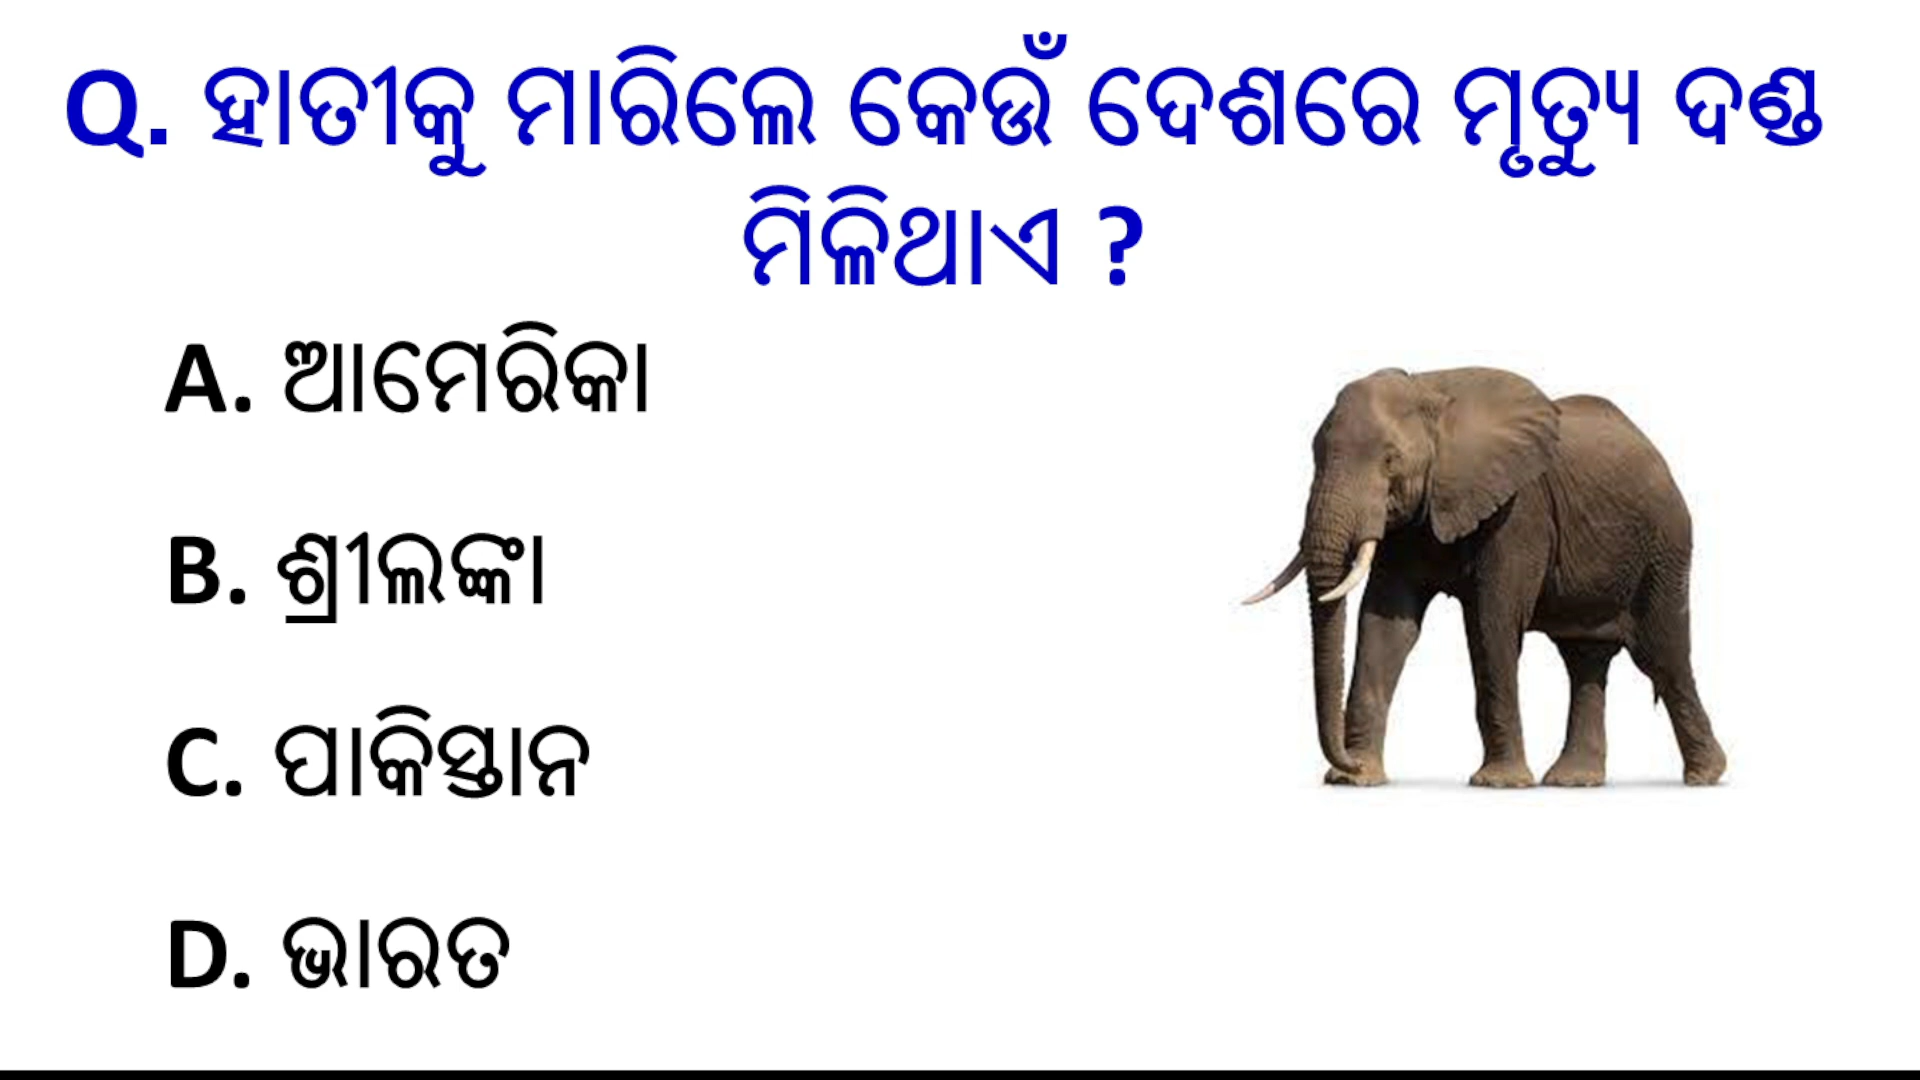 Q. ହାତୀକୁ ମାରିଲେ କେଉଁ ଦେଶରେ ମୃତ୍ୟୁ ଦଣ୍ଡ
ମିଳିଥାଏ ?
A. ଆମେରିକା
B. ଶ୍ରୀଲଙ୍କା
C. ପାକିସ୍ତାନ
D. ଭାରତ